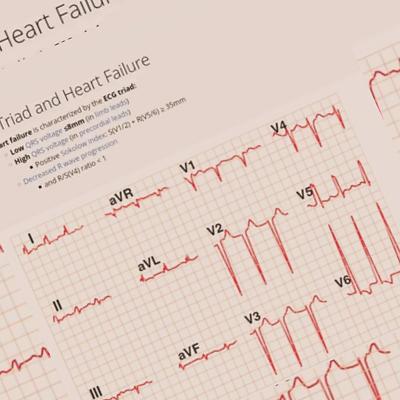 Heart Failur
Triad and Heart Failure
art failure is characterized by the ECG triad:
Low QRS voltage ≤8mm (in limb leads)
High QRS voltage (in precordial leads)
• Positive Sokolow index: S(V1/2) + R(V5/6) ≥ 35mm
Decreased R wave progression
• and R/S(V4) ratio < 1
I
aVR
V1
V4
II
aVL
V2
V5
III
aVF
V3
V6